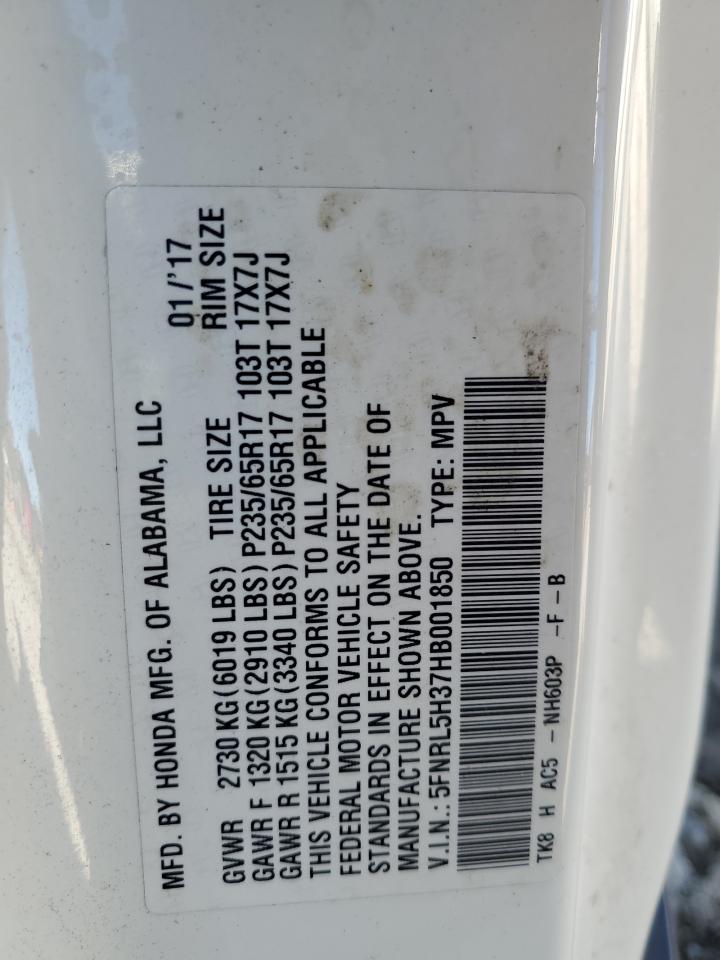 MFD. BY HONDA MFG. OF ALABAMA, LLC 01/'17
GVWR 2730 KG(6019 LBS) TIRE SIZE RIM SIZE
GAWR F 1320 KG(2910 LBS) P235/65R17 103T 17X7J
GAWR R 1515 KG(3340 LBS) P235/65R17 103T 17X7J
THIS VEHICLE CONFORMS TO ALL APPLICABLE
FEDERAL MOTOR VEHICLE SAFETY
STANDARDS IN EFFECT ON THE DATE OF
MANUFACTURE SHOWN ABOVE.
V.I.N.: 5FNRL5H37HB001850 TYPE: MPV
TK8 H AC5 - NH603P -F -B